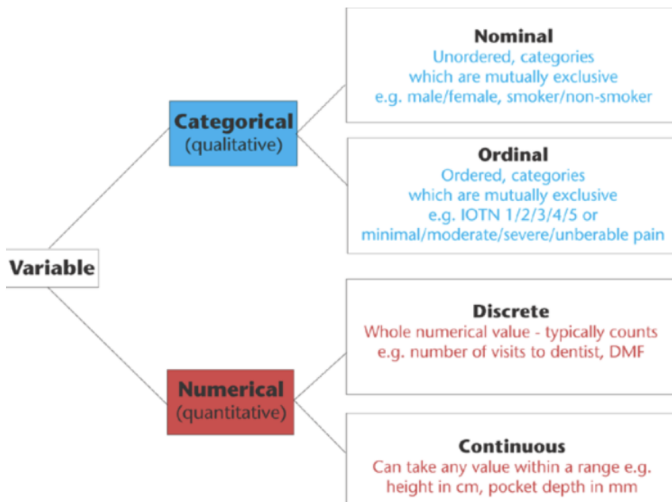 Nominal
Unordered, categories
which are mutually exclusive
e.g. male/female, smoker/non-smoker
Categorical
(qualitative)
Ordinal
Ordered, categories
which are mutually exclusive
e.g. IOTN 1/2/3/4/5 or
minimal/moderate/severe/unberable pain
Variable
Discrete
Whole numerical value - typically counts
e.g. number of visits to dentist, DMF
Numerical
(quantitative)
Continuous
Can take any value within a range e.g.
height in cm, pocket depth in mm